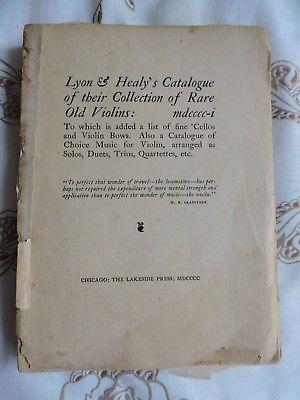 Lyon & Healy's Catalogue
of their Collection of Rare
Old Violins: mdcccc-i
To which is added a list of fine 'Cellos
and Violin Bows. Also a Catalogue of
Choice Music for Violin, arranged as
Solos, Duets, Trios, Quartettes, etc.
"To perfect that wonder of travel—the locomotion—has per-
haps not required the expenditure of more mental strength and
application than to perfect the wonder of music—the violin."
W. E. GLADSTONE.
CHICAGO; THE LAKESIDE PRESS; MDCCCC